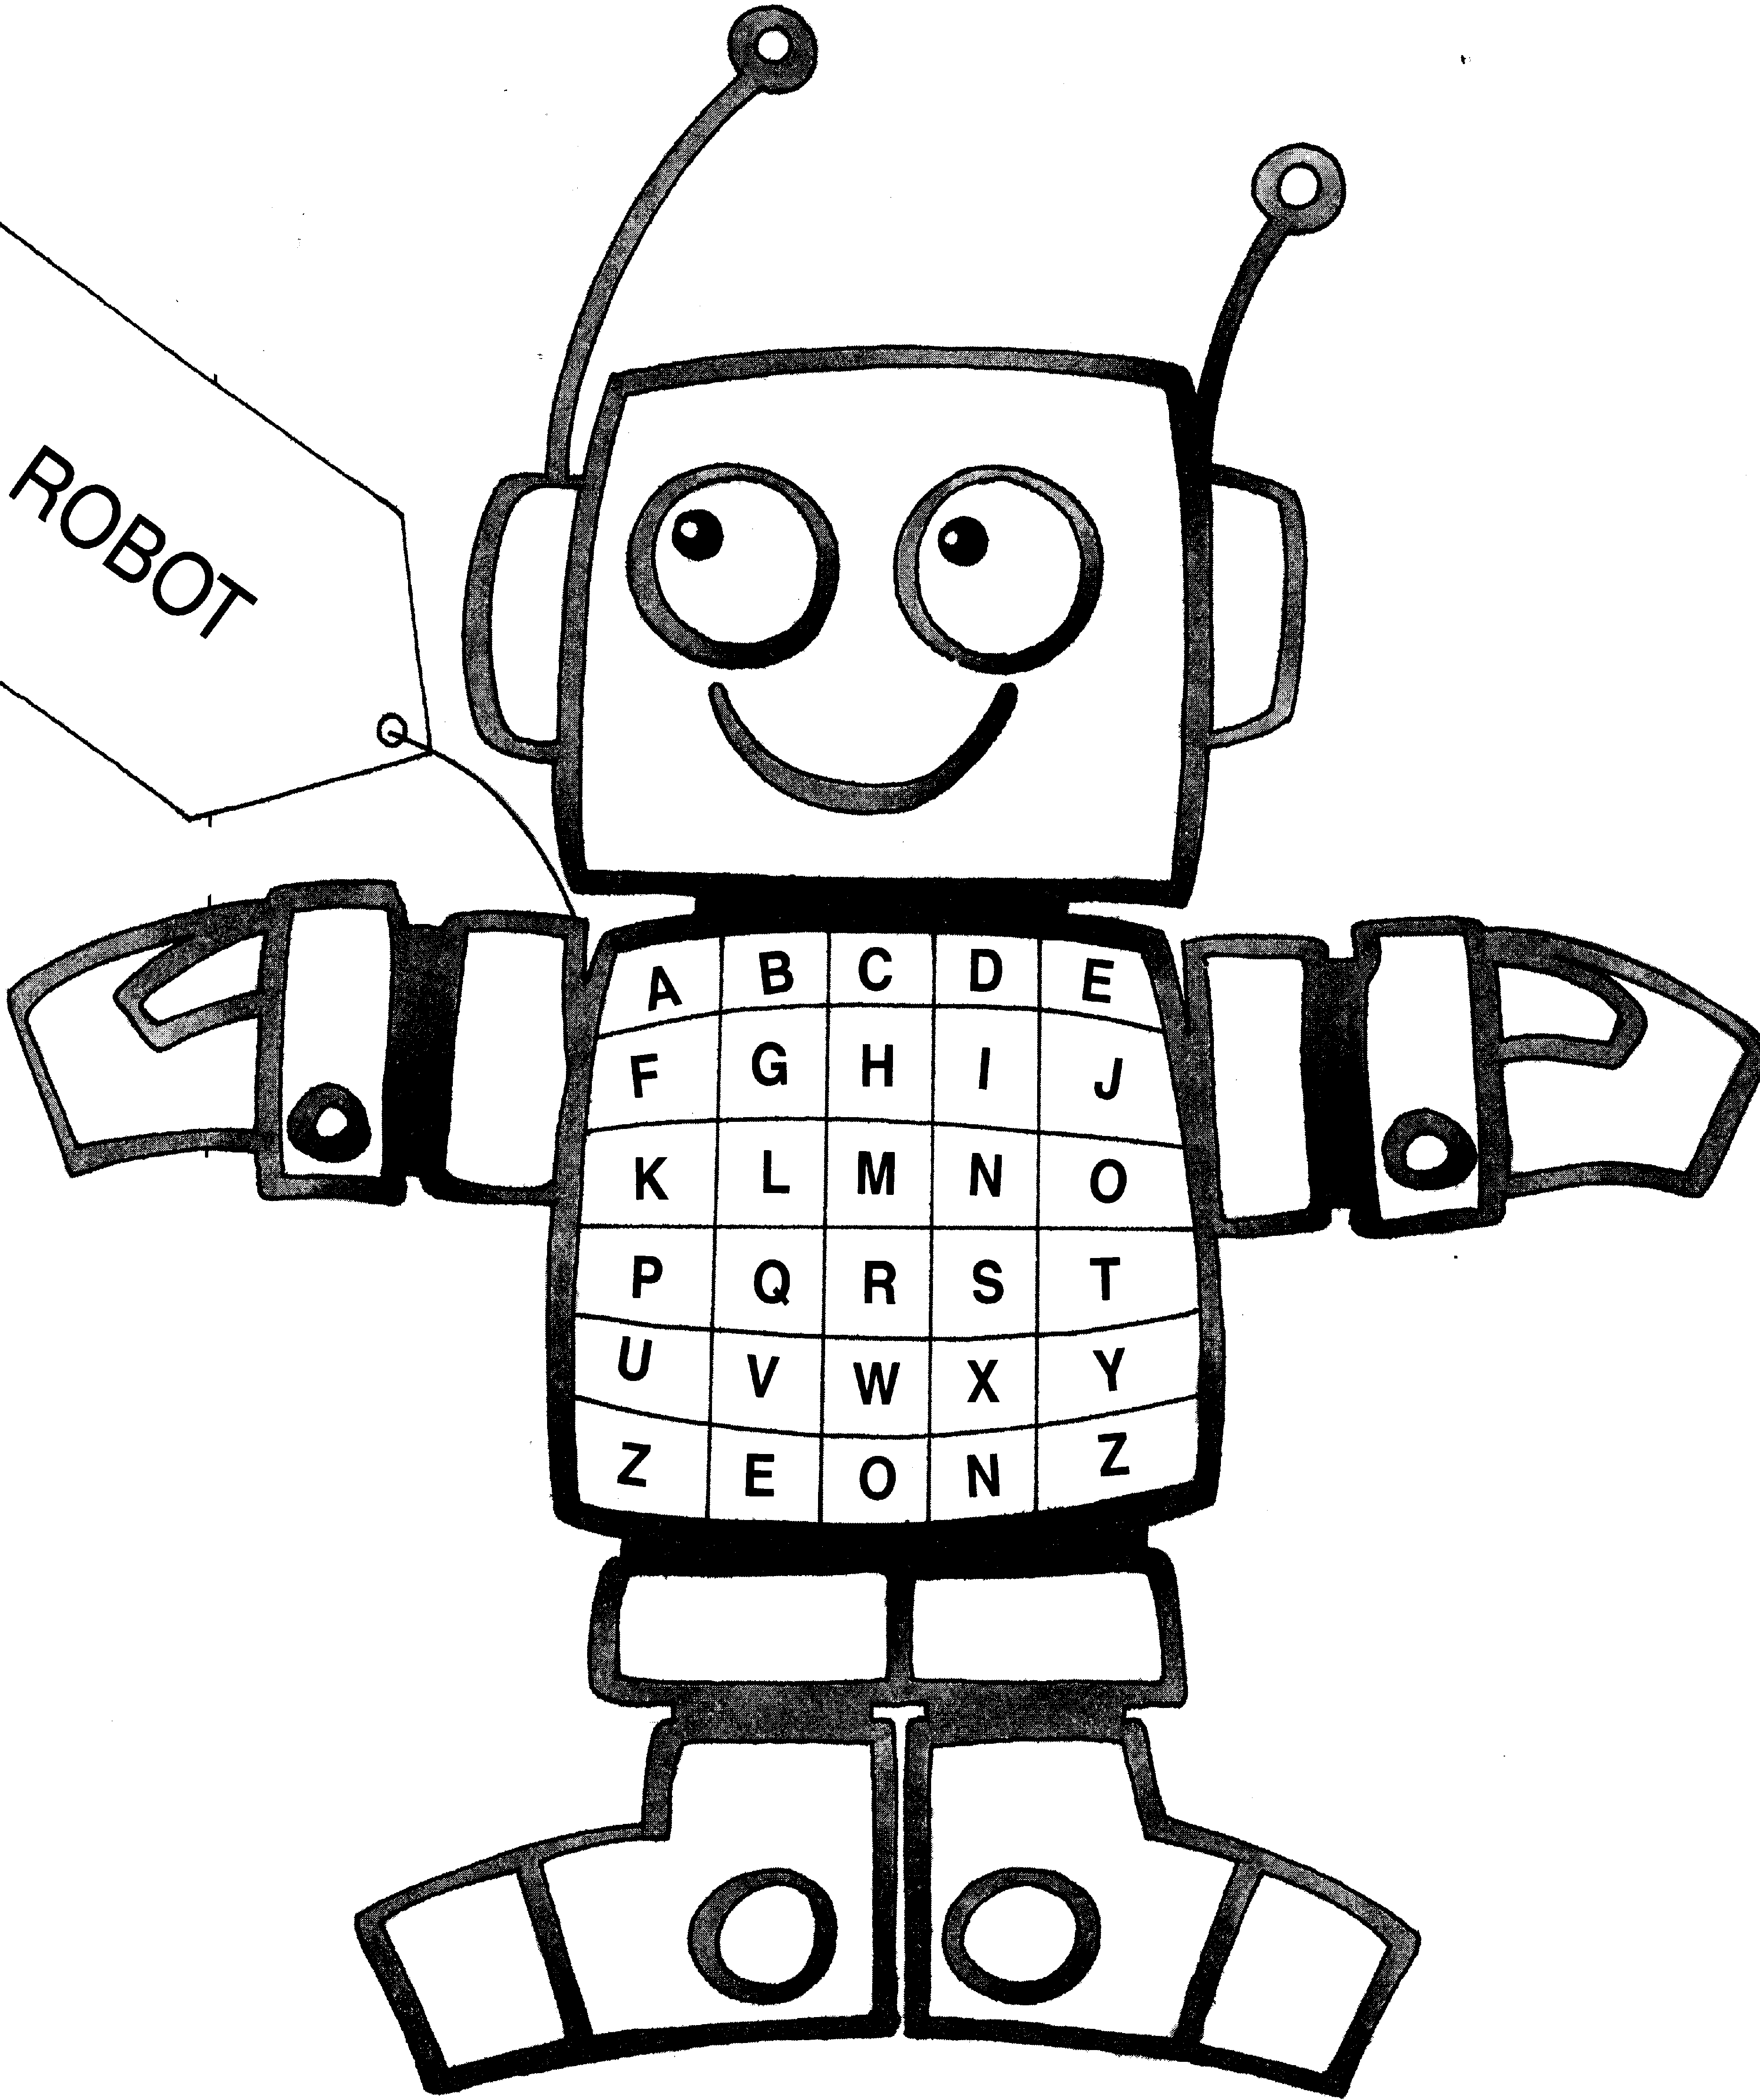 ROBOT
A B C D E
F G H I J
K L M N O
P Q R S T
U V W X Y
Z E O N Z